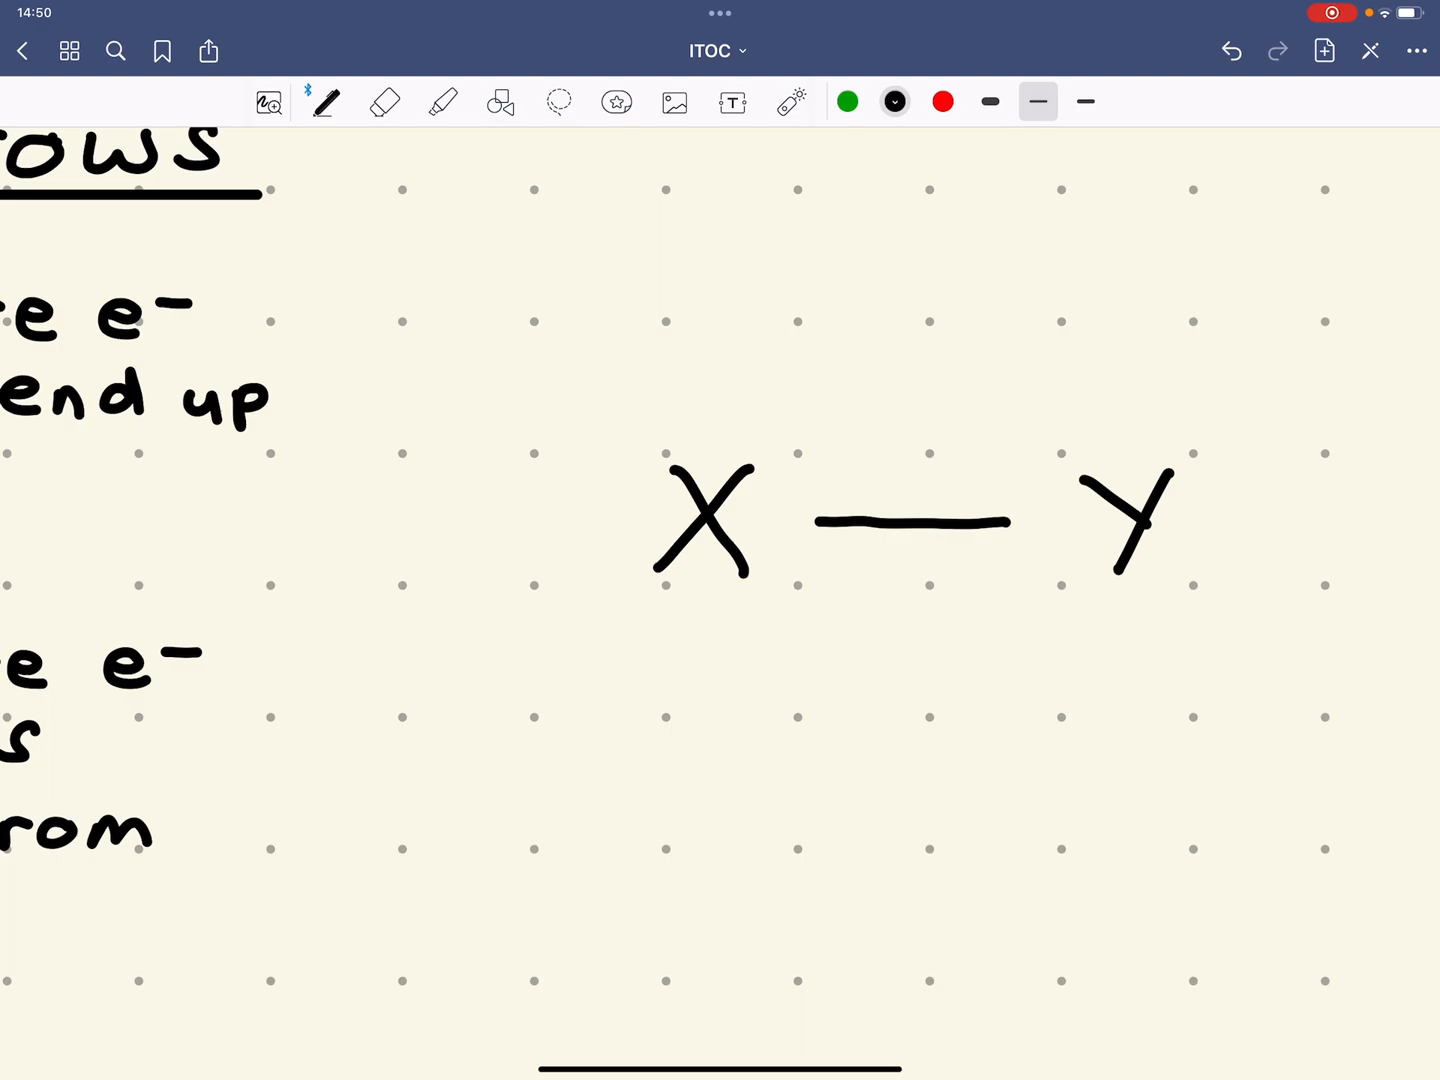 14:50
ITOC
T
ows
e e⁻
end up
X — Y
e e⁻
s
rom